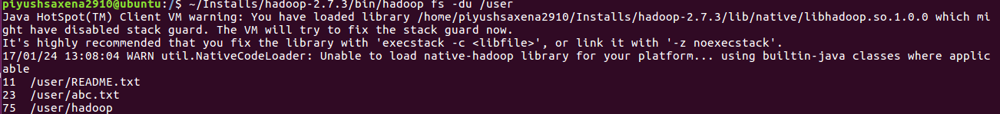 piyushsaxena2910@ubuntu:/$ ~/Installs/hadoop-2.7.3/bin/hadoop fs -du /user
Java HotSpot(TM) Client VM warning: You have loaded library /home/piyushsaxena2910/Installs/hadoop-2.7.3/lib/native/libhadoop.so.1.0.0 which mi
ght have disabled stack guard. The VM will try to fix the stack guard now.
It's highly recommended that you fix the library with 'execstack -c <libfile>', or link it with '-z noexecstack'.
17/01/24 13:08:04 WARN util.NativeCodeLoader: Unable to load native-hadoop library for your platform... using builtin-java classes where applic
able
11  /user/README.txt
23  /user/abc.txt
75  /user/hadoop